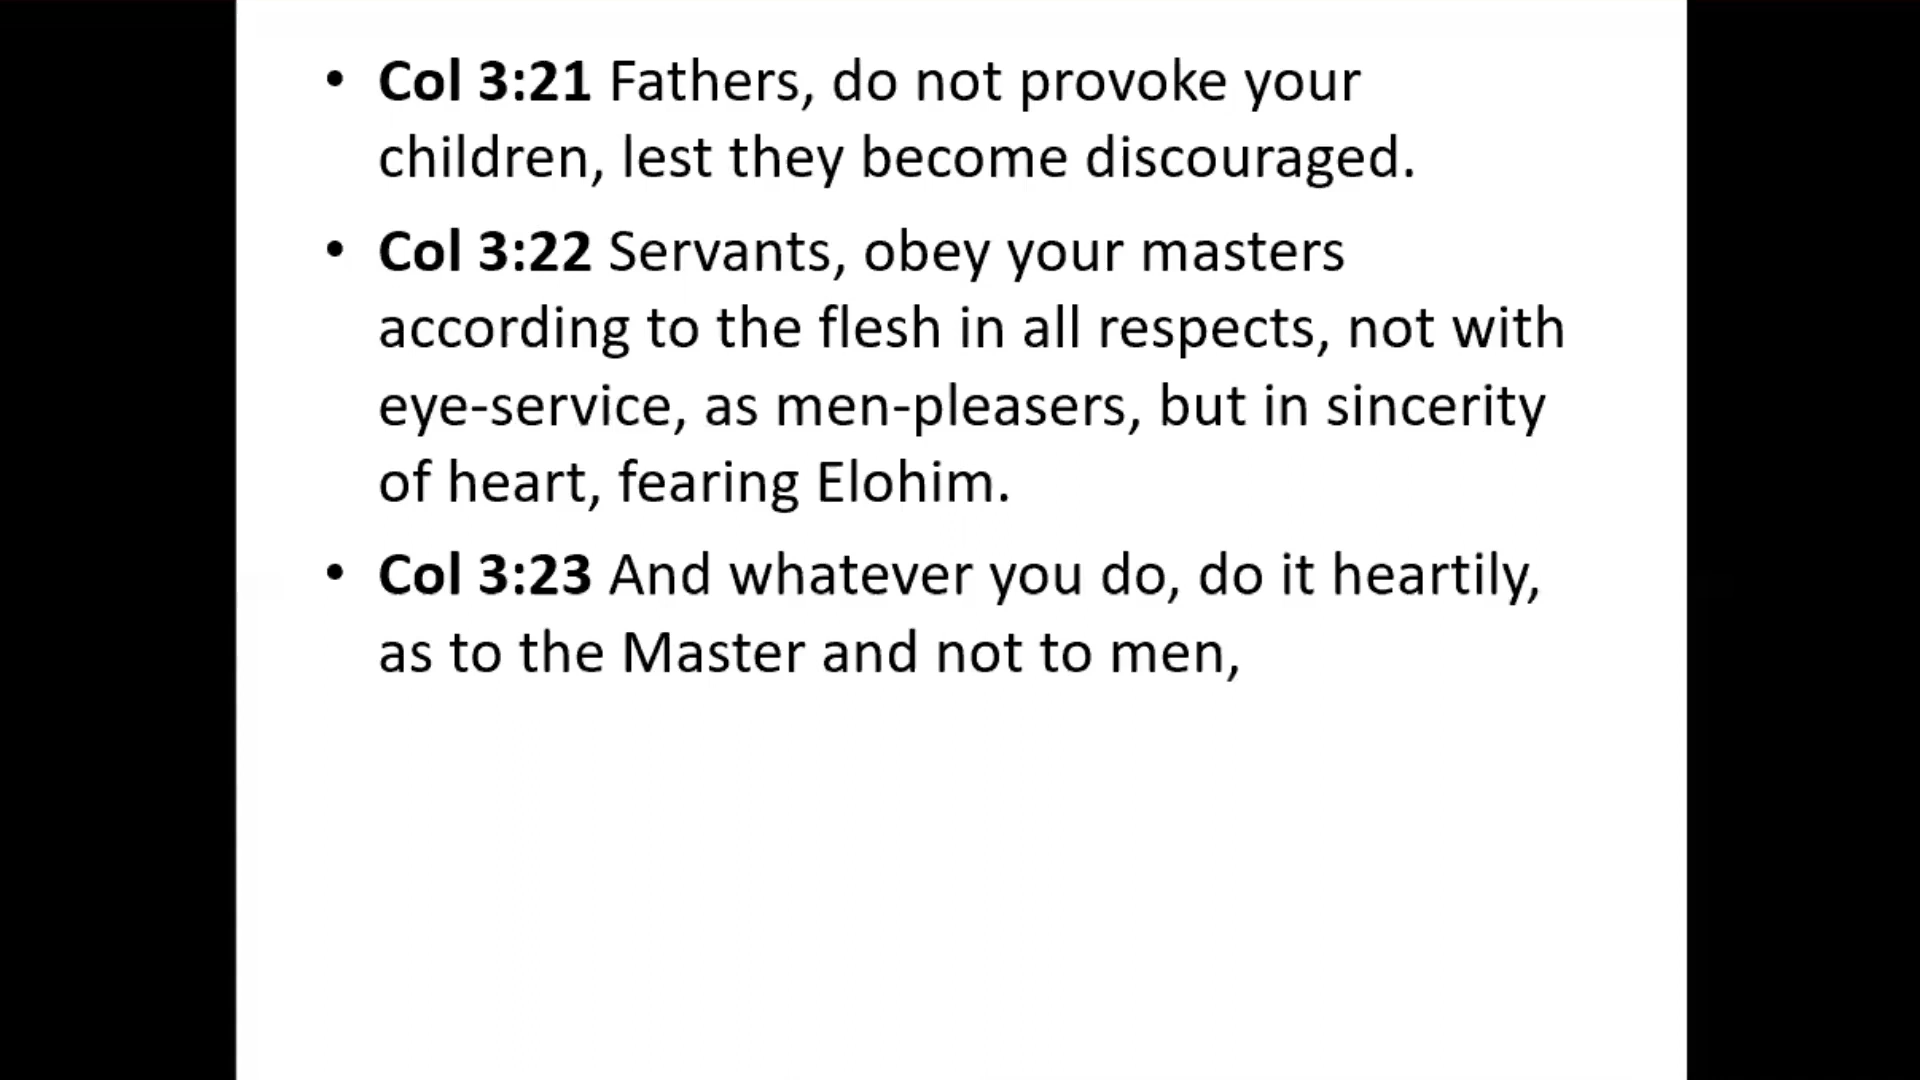 • Col 3:21 Fathers, do not provoke your
children, lest they become discouraged.
• Col 3:22 Servants, obey your masters
according to the flesh in all respects, not with
eye-service, as men-pleasers, but in sincerity
of heart, fearing Elohim.
• Col 3:23 And whatever you do, do it heartily,
as to the Master and not to men,